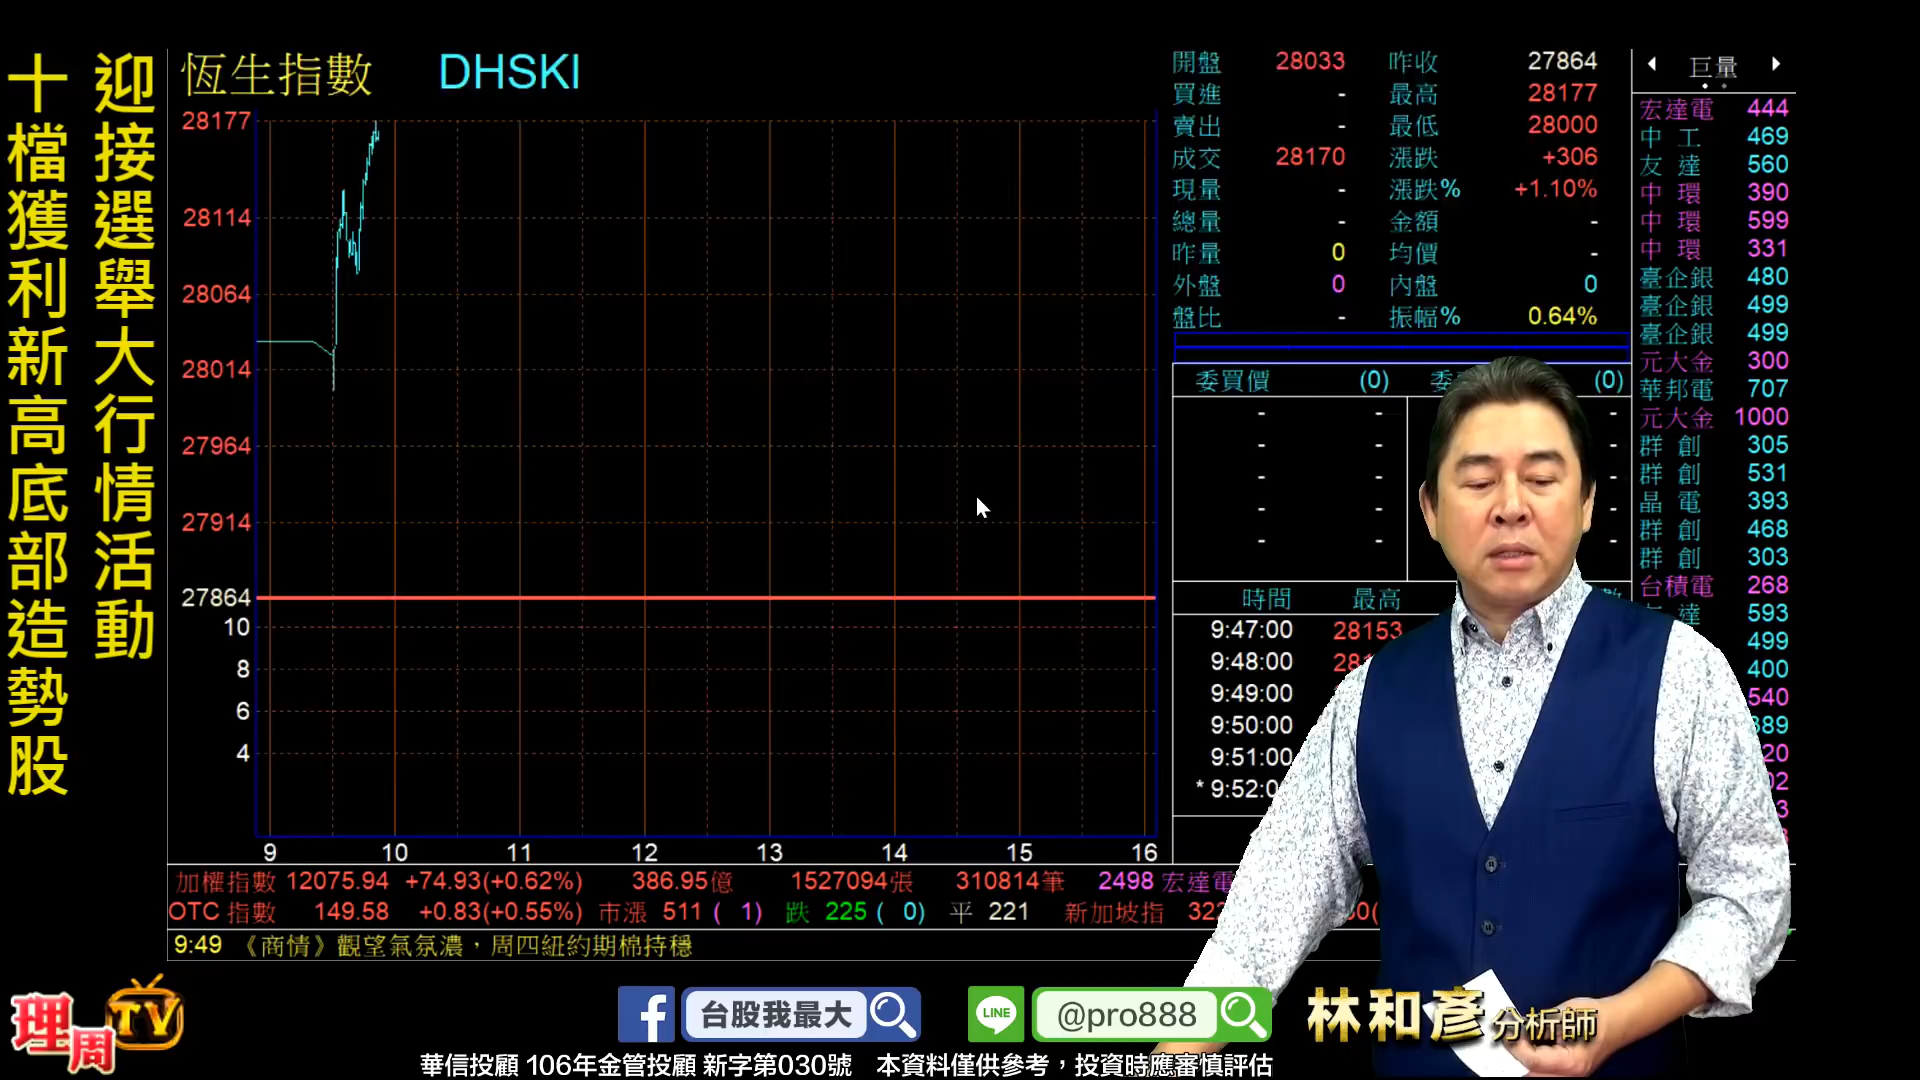 迎接選舉大行情活動
十檔獲利新高底部造勢股
恆生指數 DHSKI
28177
28114
28064
28014
27964
27914
27864
10
8
6
4
9 10 11 12 13 14 15 16
開盤 28033 昨收 27864
買進 - 最高 28177
賣出 - 最低 28000
成交 28170 漲跌 +306
現量 - 漲跌% +1.10%
總量 - 金額 -
昨量 0 均價 -
外盤 0 內盤 0
盤比 - 振幅% 0.64%
委買價 (0) 委 (0)
- - -
- - -
- - -
- - -
- - -
時間 最高 數
9:47:00 28153
9:48:00
9:49:00
9:50:00
9:51:00
* 9:52:0
巨量
宏達電 444
中工 469
友達 560
中環 390
中環 599
中環 331
臺企銀 480
臺企銀 499
臺企銀 499
元大金 300
華邦電 707
元大金 1000
群創 305
群創 531
晶電 393
群創 468
群創 303
台積電 268
達 593
499
400
540
加權指數 12075.94 +74.93(+0.62%) 386.95億 1527094張 310814筆 2498 宏達電
OTC 指數 149.58 +0.83(+0.55%) 市漲 511 ( 1) 跌 225 ( 0) 平 221 新加坡指
9:49 《商情》觀望氣氛濃，周四紐約期棉持穩
理周TV
台股我最大
LINE
@pro888
林和彥 分析師
華信投顧 106年金管投顧 新字第030號 本資料僅供參考，投資時應審慎評估